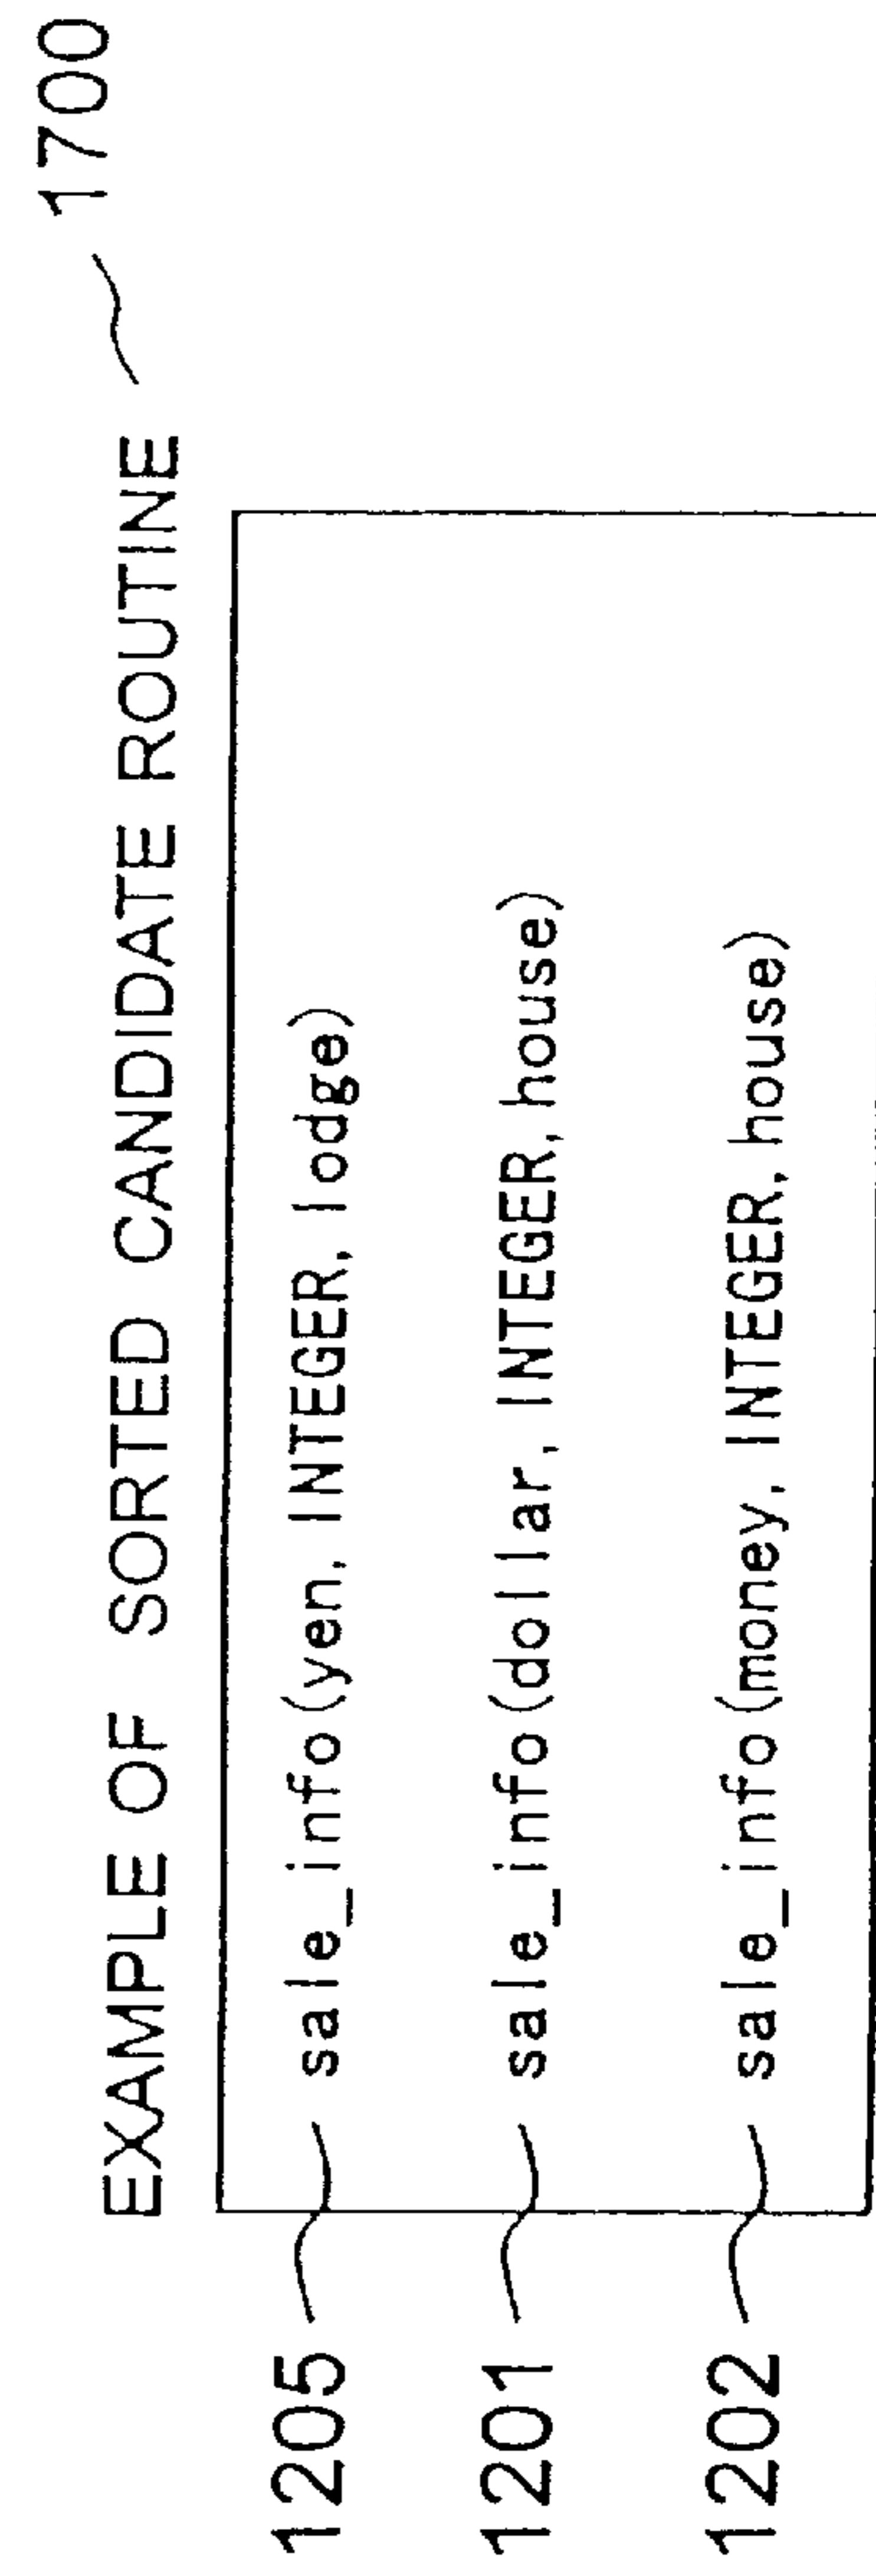 EXAMPLE OF SORTED CANDIDATE ROUTINE 1700
1205 sale_info(yen, INTEGER, lodge)
1201 sale_info(dollar, INTEGER, house)
1202 sale_info(money, INTEGER, house)